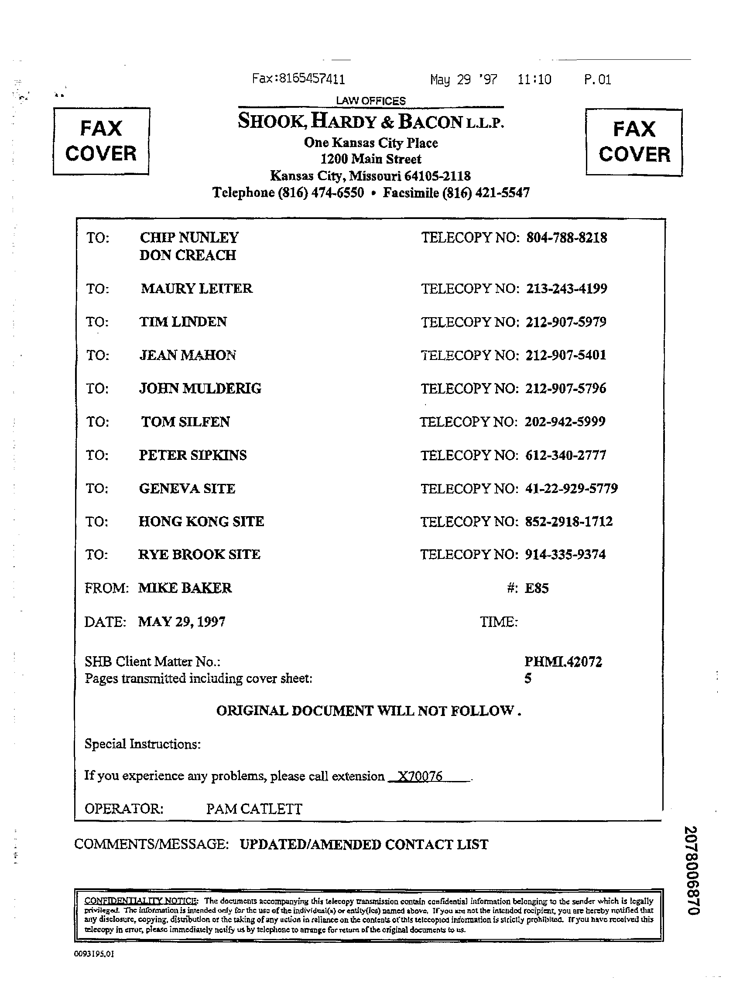 Fax:8165457411 May 29 '97 11:10 P.01
LAW OFFICES
FAX COVER
SHOOK, HARDY & BACON L.L.P.
FAX COVER
One Kansas City Place
1200 Main Street
Kansas City, Missouri 64105-2118
Telephone (816) 474-6550 • Facsimile (816) 421-5547
TO: CHIP NUNLEY TELECOPY NO: 804-788-8218
DON CREACH
TO: MAURY LEITER TELECOPY NO: 213-243-4199
TO: TIM LINDEN TELECOPY NO: 212-907-5979
TO: JEAN MAHON TELECOPY NO: 212-907-5401
TO: JOHN MULDERIG TELECOPY NO: 212-907-5796
TO: TOM SILFEN TELECOPY NO: 202-942-5999
TO: PETER SIPKINS TELECOPY NO: 612-340-2777
TO: GENEVA SITE TELECOPY NO: 41-22-929-5779
TO: HONG KONG SITE TELECOPY NO: 852-2918-1712
TO: RYE BROOK SITE TELECOPY NO: 914-335-9374
FROM: MIKE BAKER #: E85
DATE: MAY 29, 1997 TIME:
SHB Client Matter No.: PHMI.42072
Pages transmitted including cover sheet: 5
ORIGINAL DOCUMENT WILL NOT FOLLOW .
Special Instructions:
If you experience any problems, please call extension X70076 .
OPERATOR: PAM CATLETT
COMMENTS/MESSAGE: UPDATED/AMENDED CONTACT LIST
CONFIDENTIALITY NOTICE: The documents accompanying this telecopy transmission contain confidential information belonging to the sender which is legally
privileged. The information is intended only for the use of the individual(s) or entity(ies) named above. If you are not the intended recipient, you are hereby notified that
any disclosure, copying, distribution or the taking of any action in reliance on the contents of this telecopied information is strictly prohibited. If you have received this
telecopy in error, please immediately notify us by telephone to arrange for return of the original documents to us.
0093195.01
2078006870